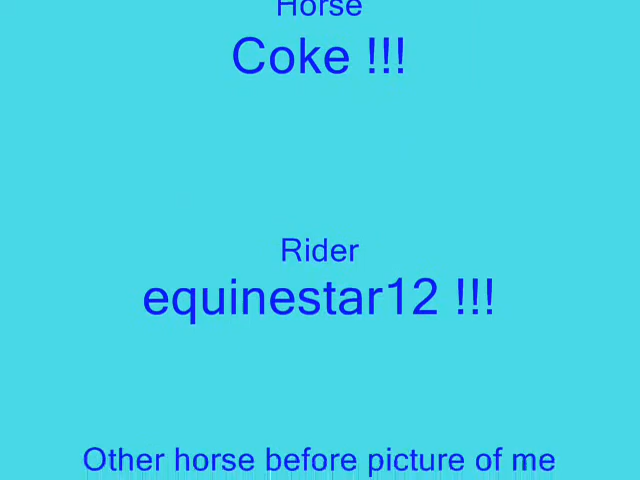 Horse
Coke !!!
Rider
equinestar12 !!!
Other horse before picture of me